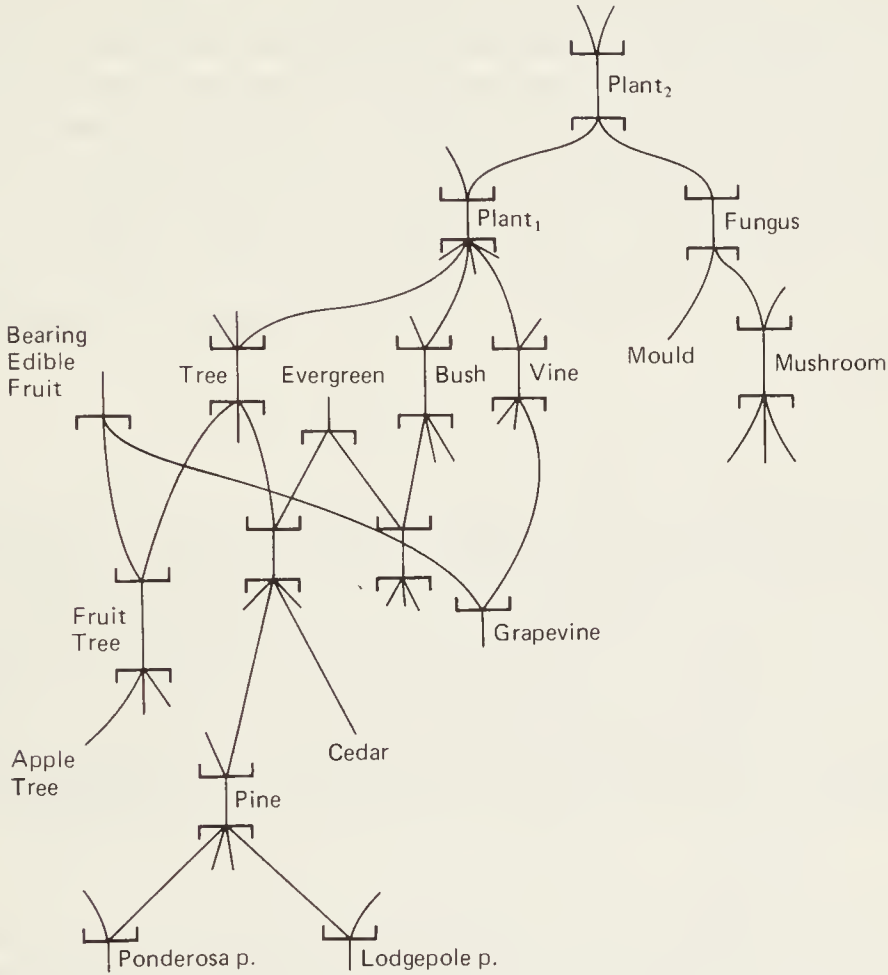 Plant₂
Plant₁
Fungus
Bearing
Edible
Fruit
Tree
Evergreen
Bush
Vine
Mould
Mushroom
Fruit
Tree
Grapevine
Apple
Tree
Cedar
Pine
Ponderosa p.
Lodgepole p.